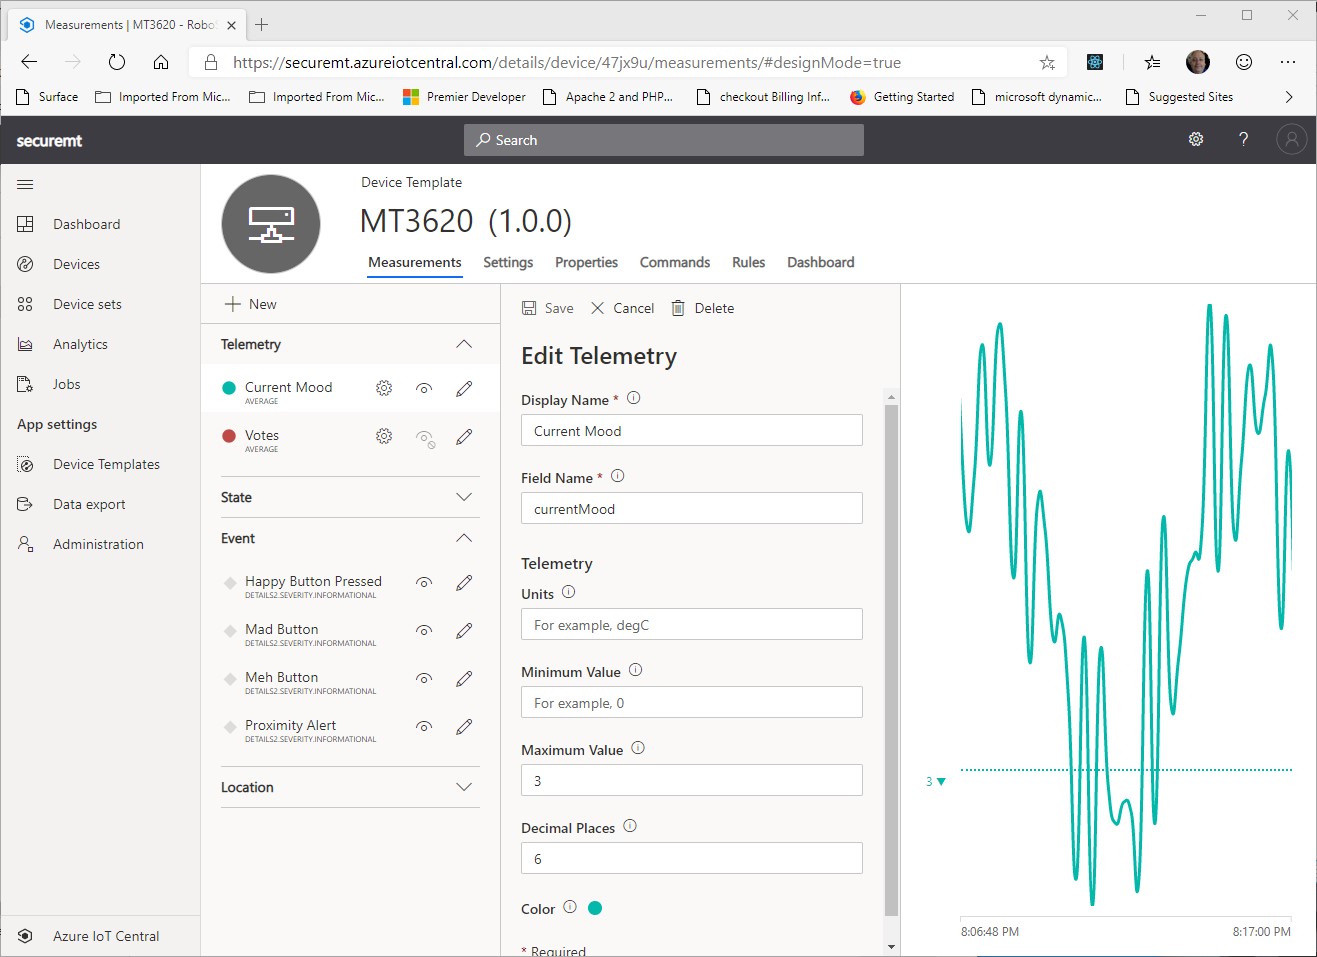 Measurements | MT3620 - Robo
https://securemt.azureiotcentral.com/details/device/47jx9u/measurements/#designMode=true
Surface
Imported From Mic...
Imported From Mic...
Premier Developer
Apache 2 and PHP...
checkout Billing Inf...
Getting Started
microsoft dynamic...
Suggested Sites
securemt
Search
?
Dashboard
Devices
Device sets
Analytics
Jobs
App settings
Device Templates
Data export
Administration
Azure IoT Central
Device Template
MT3620 (1.0.0)
Measurements Settings Properties Commands Rules Dashboard
New
Telemetry
Current Mood
AVERAGE
Votes
AVERAGE
State
Event
Happy Button Pressed
DETAILS2.SEVERITY.INFORMATIONAL
Mad Button
DETAILS2.SEVERITY.INFORMATIONAL
Meh Button
DETAILS2.SEVERITY.INFORMATIONAL
Proximity Alert
DETAILS2.SEVERITY.INFORMATIONAL
Location
Save Cancel Delete
Edit Telemetry
Display Name *
Current Mood
Field Name *
currentMood
Telemetry
Units
For example, degC
Minimum Value
For example, 0
Maximum Value
3
Decimal Places
6
Color
* Required
3
8:06:48 PM
8:17:00 PM